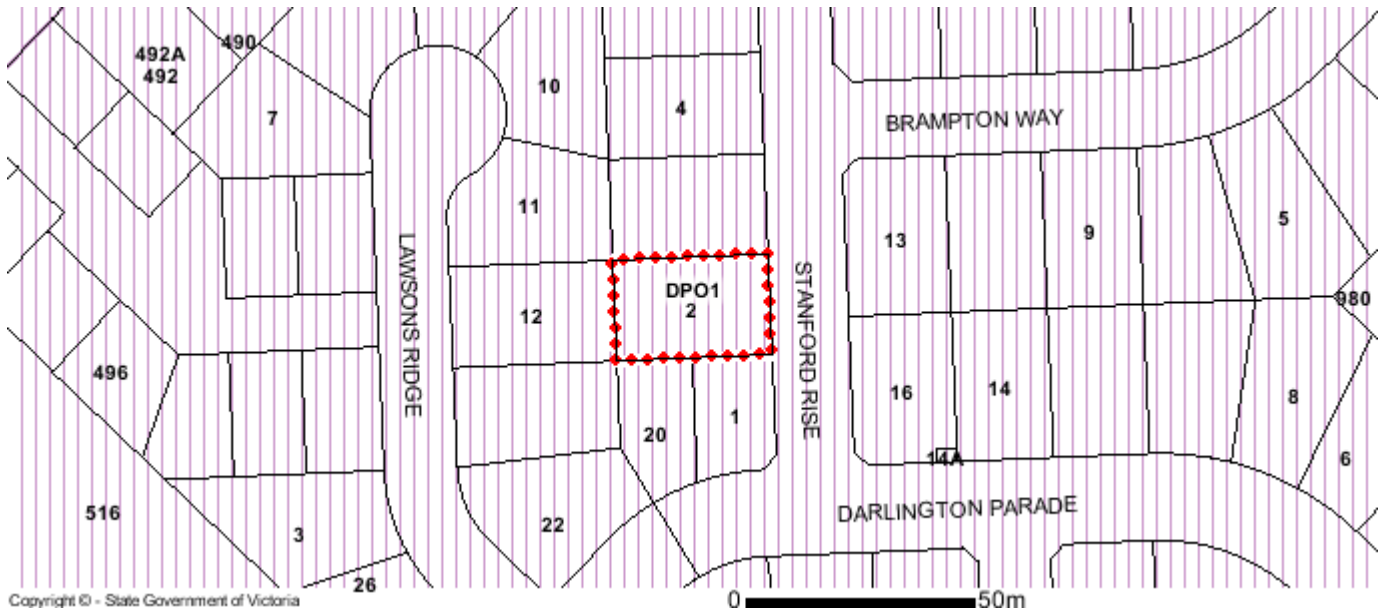 490
492A
492
10
4
7
BRAMPTON WAY
11
13
9
5
LAWSONS RIDGE
STANFORD RISE
DPO1
2
12
980
496
16
14
8
20
1
14A
6
516
3
22
DARLINGTON PARADE
26
Copyright © - State Government of Victoria
0
50m